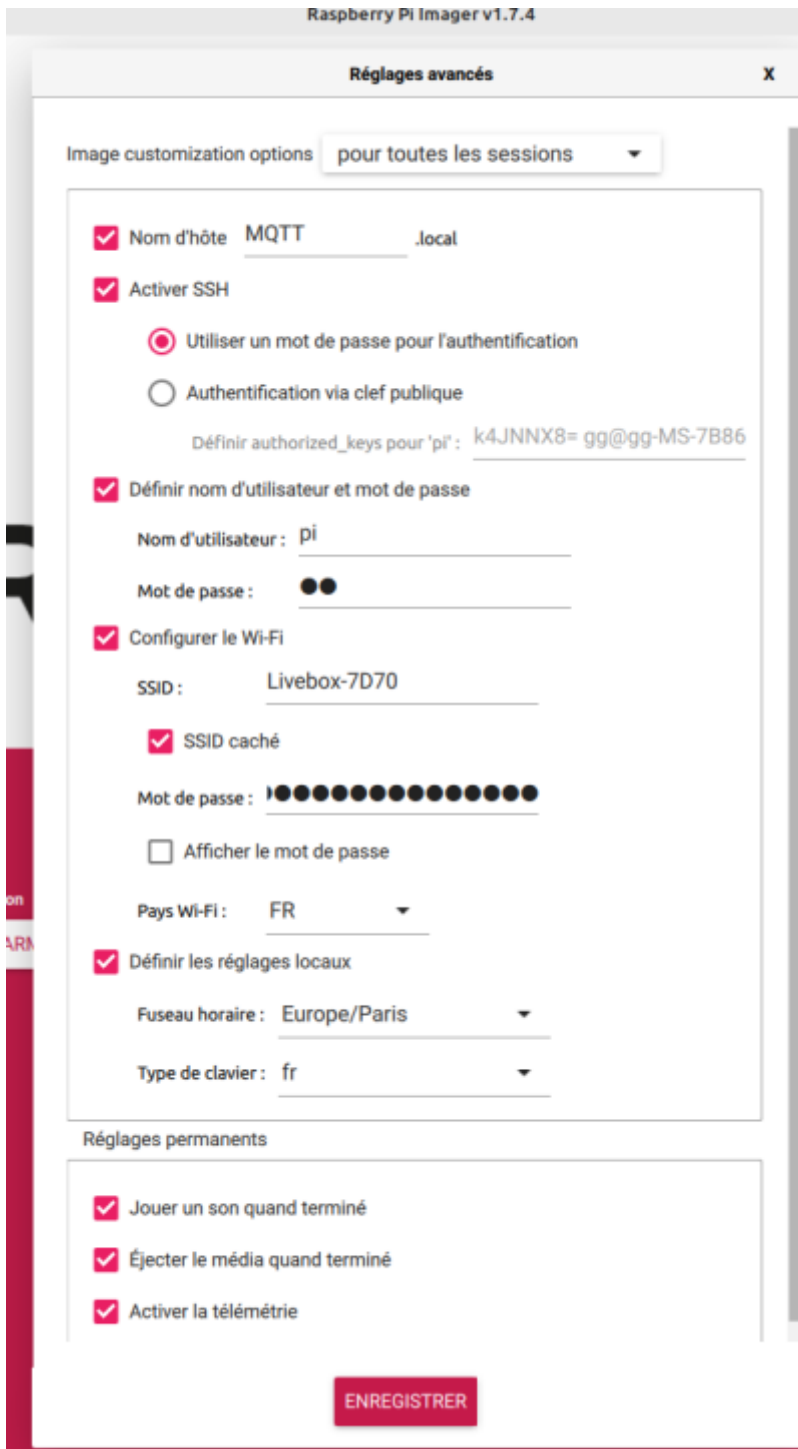 Raspberry Pi Imager v1.7.4
Réglages avancés X
Image customization options pour toutes les sessions
Nom d'hôte MQTT .local
Activer SSH
Utiliser un mot de passe pour l'authentification
Authentification via clef publique
Définir authorized_keys pour 'pi' : k4JNNX8= gg@gg-MS-7B86
Définir nom d'utilisateur et mot de passe
Nom d'utilisateur : pi
Mot de passe : ●●
Configurer le Wi-Fi
SSID : Livebox-7D70
SSID caché
Mot de passe : ●●●●●●●●●●●●●●●
Afficher le mot de passe
Pays Wi-Fi : FR
Définir les réglages locaux
Fuseau horaire : Europe/Paris
Type de clavier : fr
Réglages permanents
Jouer un son quand terminé
Éjecter le média quand terminé
Activer la télémétrie
ENREGISTRER